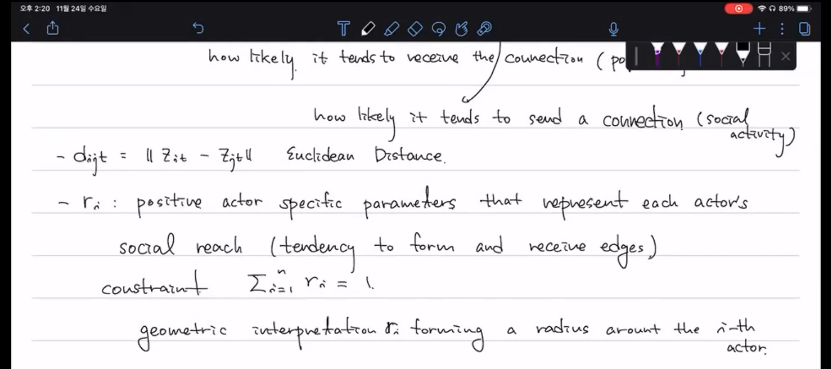 오후 2:20 11월 24일 수요일
89%
how likely it tends to receive the connection (po
how likely it tends to send a connection (social activity)
- dijt = || Zit - Zjt || Euclidean Distance.
- ri : positive actor specific parameters that represent each actor's
social reach (tendency to form and receive edges)
constraint Σⁿᵢ₌₁ ri = 1.
geometric interpretation ri forming a radius arount the i-th actor.